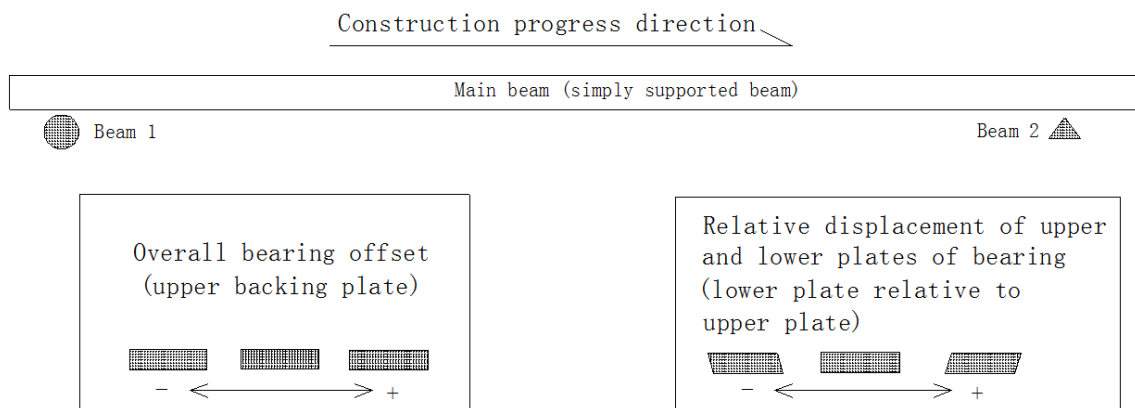 Construction progress direction
Main beam (simply supported beam)
Beam 1
Beam 2
Overall bearing offset
(upper backing plate)
- +
Relative displacement of upper
and lower plates of bearing
(lower plate relative to
upper plate)
- +